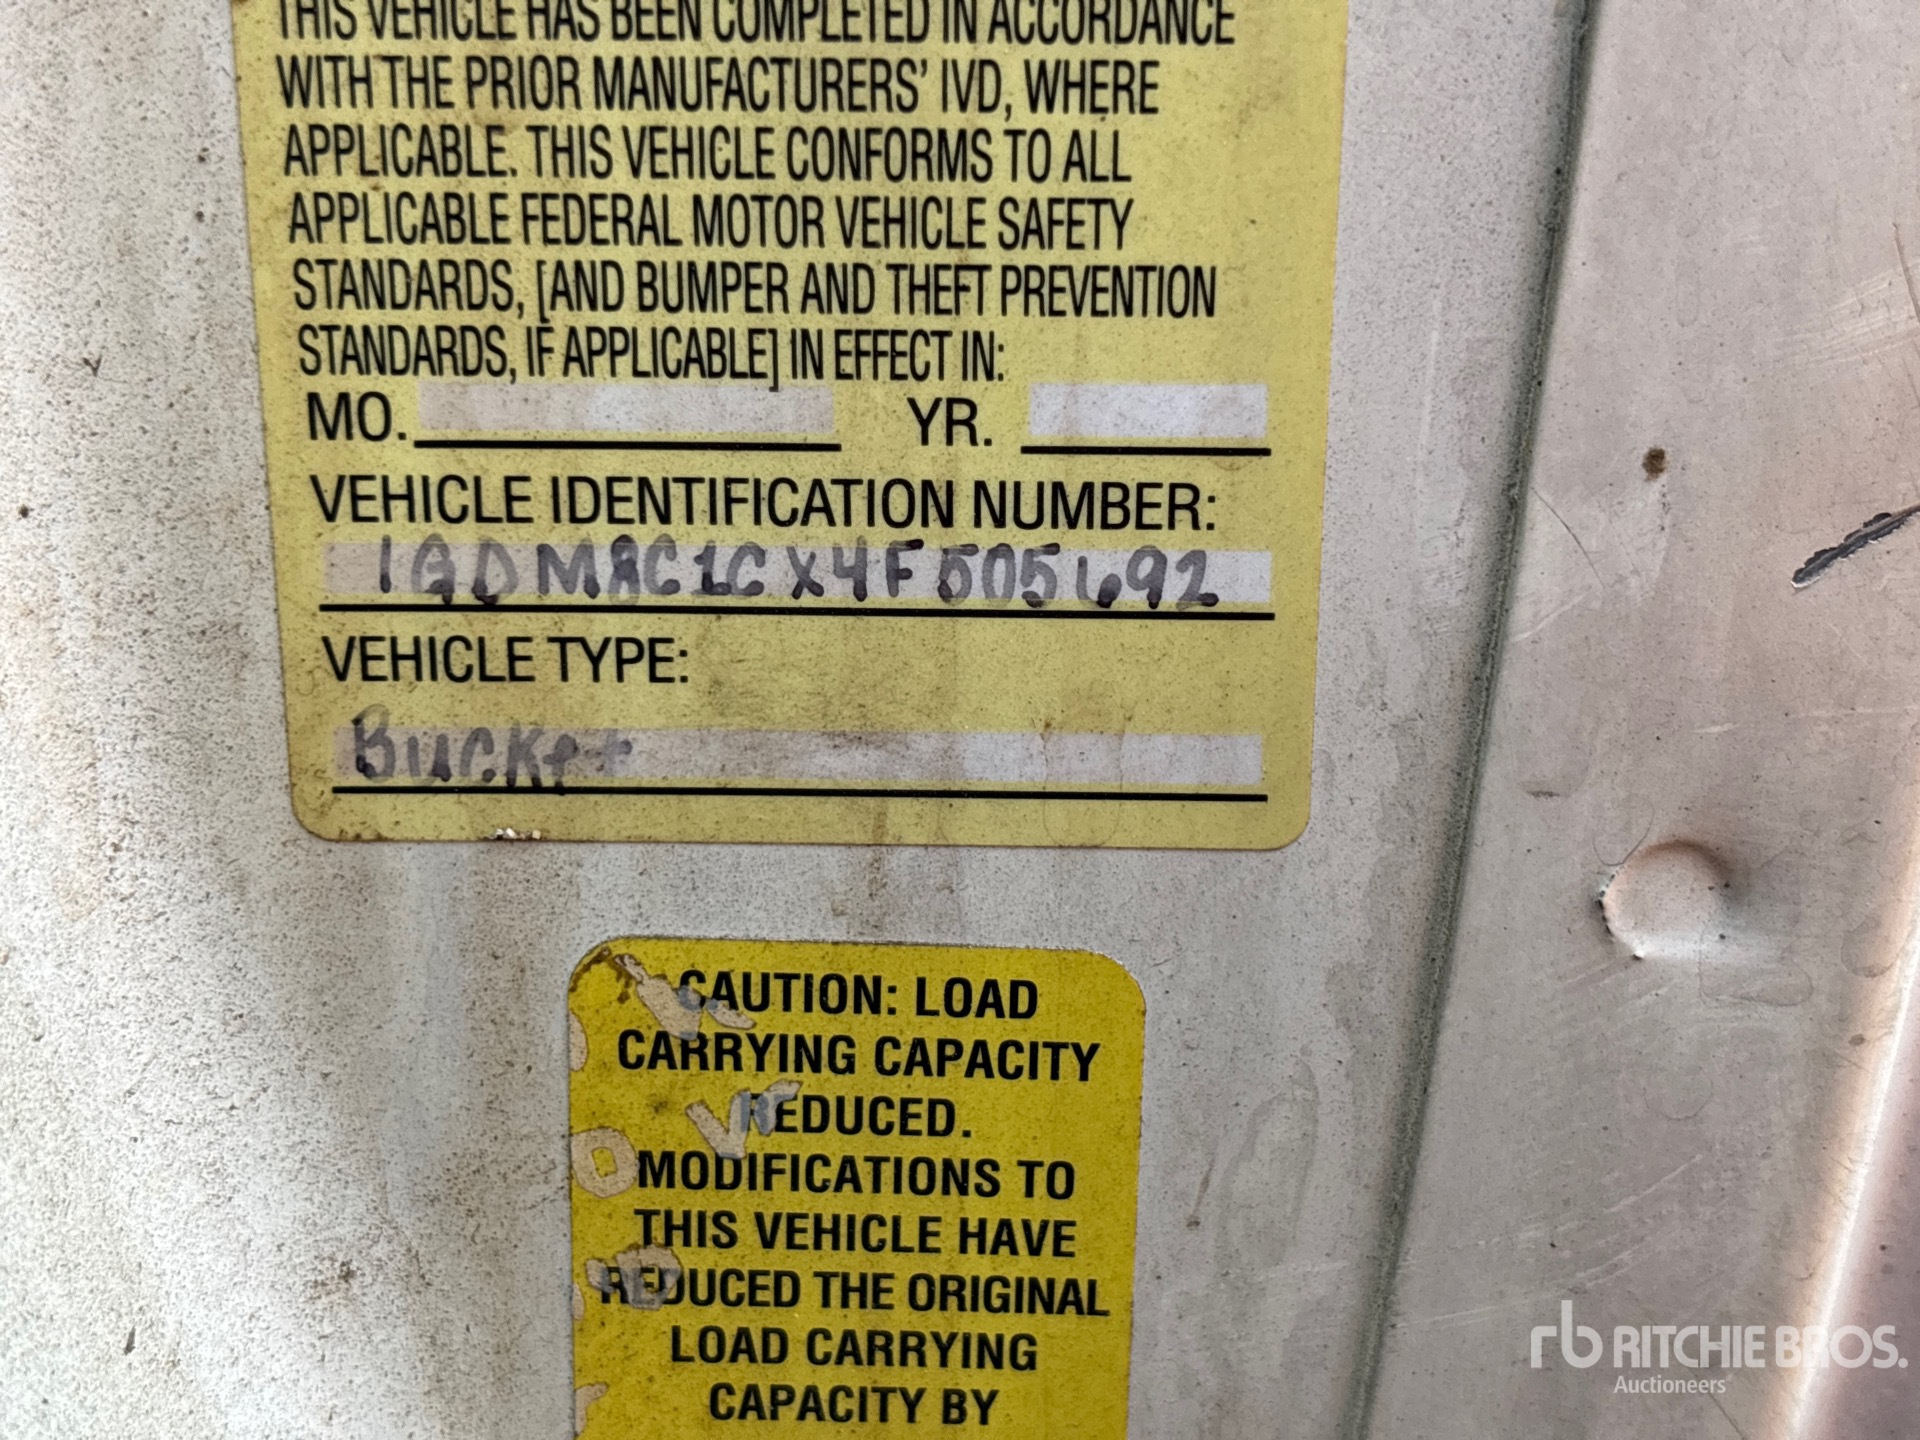 THIS VEHICLE HAS BEEN COMPLETED IN ACCORDANCE
WITH THE PRIOR MANUFACTURERS' IVD, WHERE
APPLICABLE. THIS VEHICLE CONFORMS TO ALL
APPLICABLE FEDERAL MOTOR VEHICLE SAFETY
STANDARDS, [AND BUMPER AND THEFT PREVENTION
STANDARDS, IF APPLICABLE] IN EFFECT IN:
MO. YR.
VEHICLE IDENTIFICATION NUMBER:
1GDM8C1CX4F505692
VEHICLE TYPE:
Bucket
CAUTION: LOAD
CARRYING CAPACITY
REDUCED.
MODIFICATIONS TO
THIS VEHICLE HAVE
REDUCED THE ORIGINAL
LOAD CARRYING
CAPACITY BY
rb RITCHIE BROS.
Auctioneers